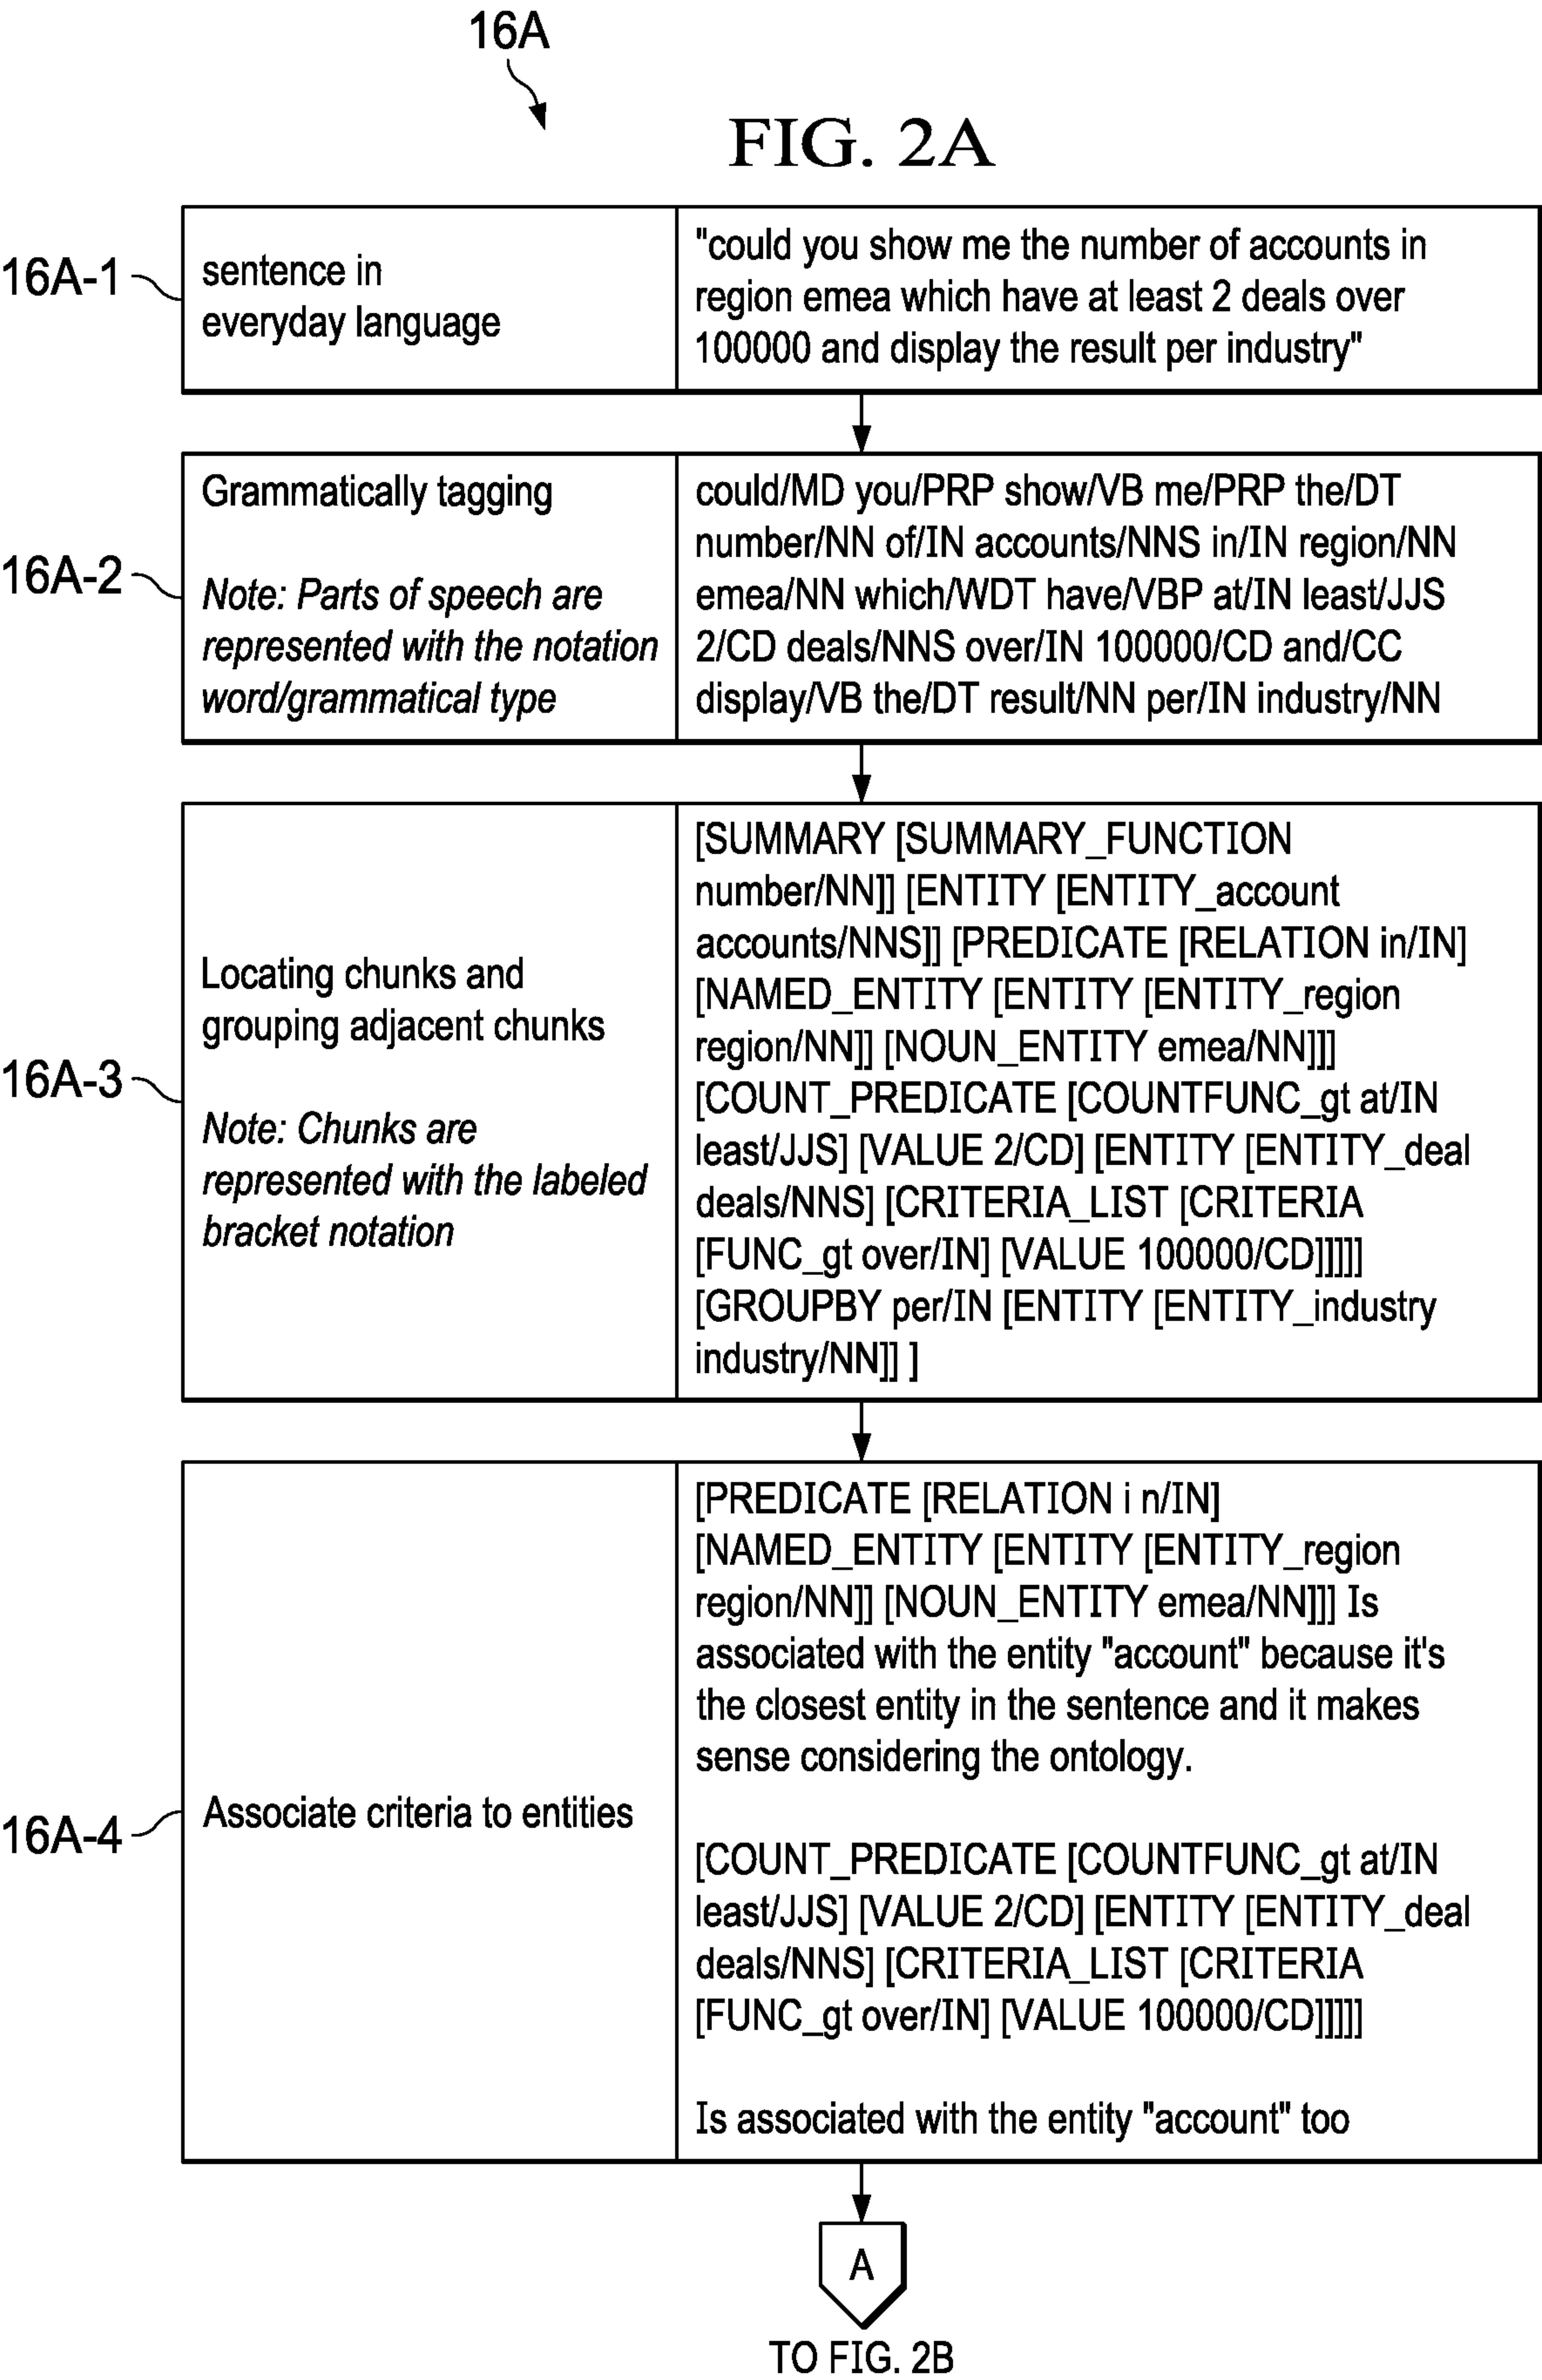 16A
FIG. 2A
16A-1
sentence in
everyday language
"could you show me the number of accounts in
region emea which have at least 2 deals over
100000 and display the result per industry"
16A-2
Grammatically tagging
Note: Parts of speech are
represented with the notation
word/grammatical type
could/MD you/PRP show/VB me/PRP the/DT
number/NN of/IN accounts/NNS in/IN region/NN
emea/NN which/WDT have/VBP at/IN least/JJS
2/CD deals/NNS over/IN 100000/CD and/CC
display/VB the/DT result/NN per/IN industry/NN
16A-3
Locating chunks and
grouping adjacent chunks
Note: Chunks are
represented with the labeled
bracket notation
[SUMMARY [SUMMARY_FUNCTION
number/NN]] [ENTITY [ENTITY_account
accounts/NNS]] [PREDICATE [RELATION in/IN]
[NAMED_ENTITY [ENTITY [ENTITY_region
region/NN]] [NOUN_ENTITY emea/NN]]]
[COUNT_PREDICATE [COUNTFUNC_gt at/IN
least/JJS] [VALUE 2/CD] [ENTITY [ENTITY_deal
deals/NNS] [CRITERIA_LIST [CRITERIA
[FUNC_gt over/IN] [VALUE 100000/CD]]]]]
[GROUPBY per/IN [ENTITY [ENTITY_industry
industry/NN]] ]
16A-4
Associate criteria to entities
[PREDICATE [RELATION i n/IN]
[NAMED_ENTITY [ENTITY [ENTITY_region
region/NN]] [NOUN_ENTITY emea/NN]]] Is
associated with the entity "account" because it's
the closest entity in the sentence and it makes
sense considering the ontology.
[COUNT_PREDICATE [COUNTFUNC_gt at/IN
least/JJS] [VALUE 2/CD] [ENTITY [ENTITY_deal
deals/NNS] [CRITERIA_LIST [CRITERIA
[FUNC_gt over/IN] [VALUE 100000/CD]]]]]
Is associated with the entity "account" too
A
TO FIG. 2B